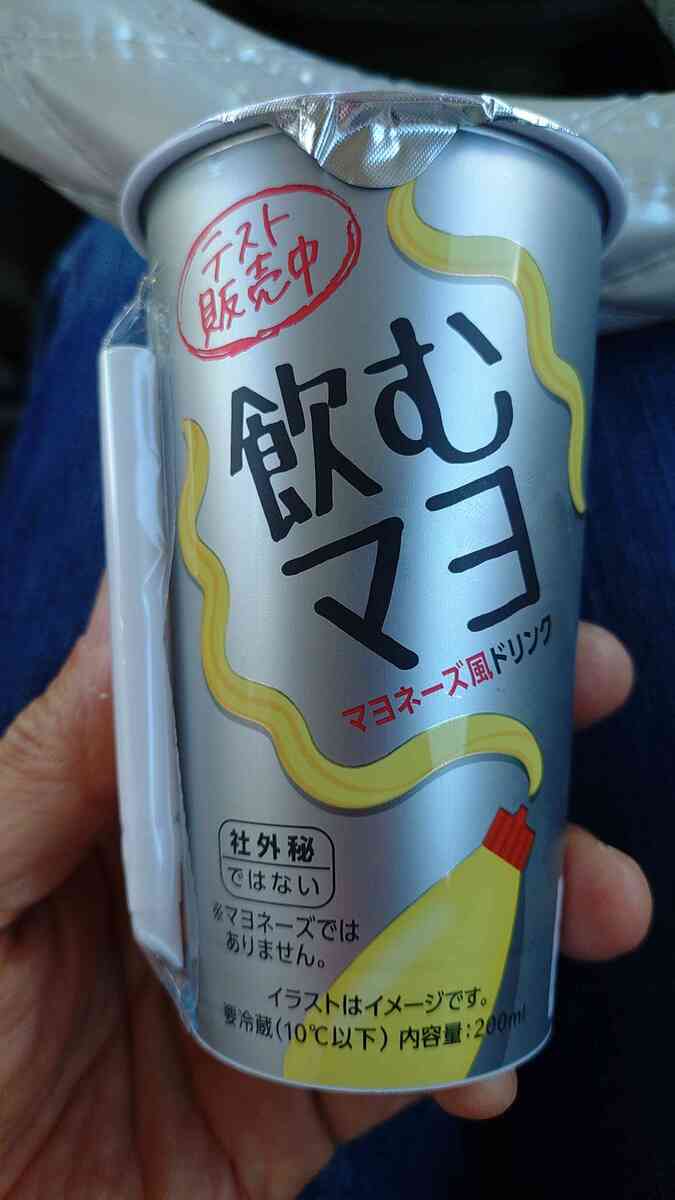 テスト
販売中
飲む
マヨ
マヨネーズ風ドリンク
社外秘
ではない
※マヨネーズでは
ありません。
イラストはイメージです。
要冷蔵(10℃以下) 内容量:200ml